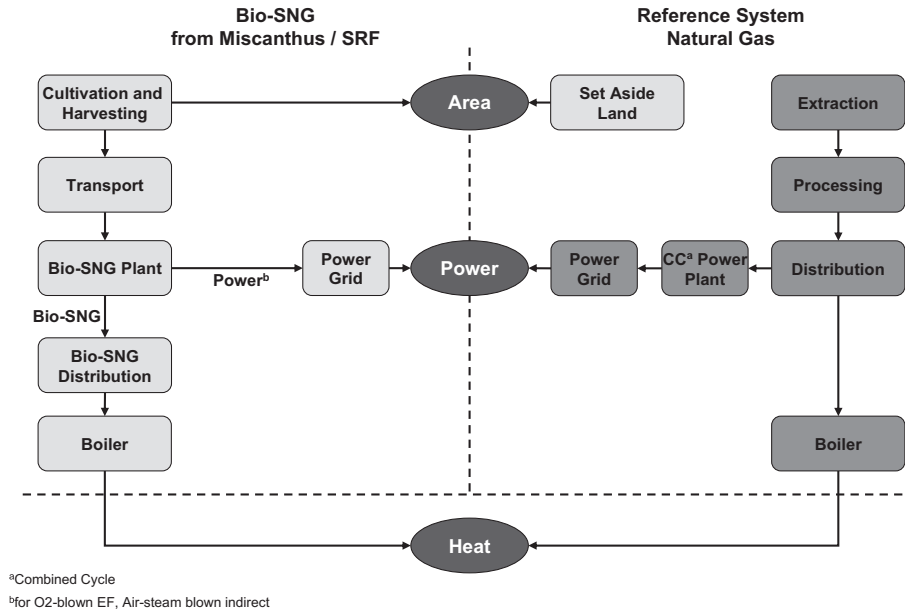 Bio-SNG
from Miscanthus / SRF
Reference System
Natural Gas
Cultivation and
Harvesting
Area
Set Aside
Land
Extraction
Transport
Processing
Bio-SNG Plant
Powerᵇ
Power
Grid
Power
Power
Grid
CCᵃ Power
Plant
Distribution
Bio-SNG
Bio-SNG
Distribution
Boiler
Boiler
Heat
ᵃCombined Cycle
ᵇfor O2-blown EF, Air-steam blown indirect